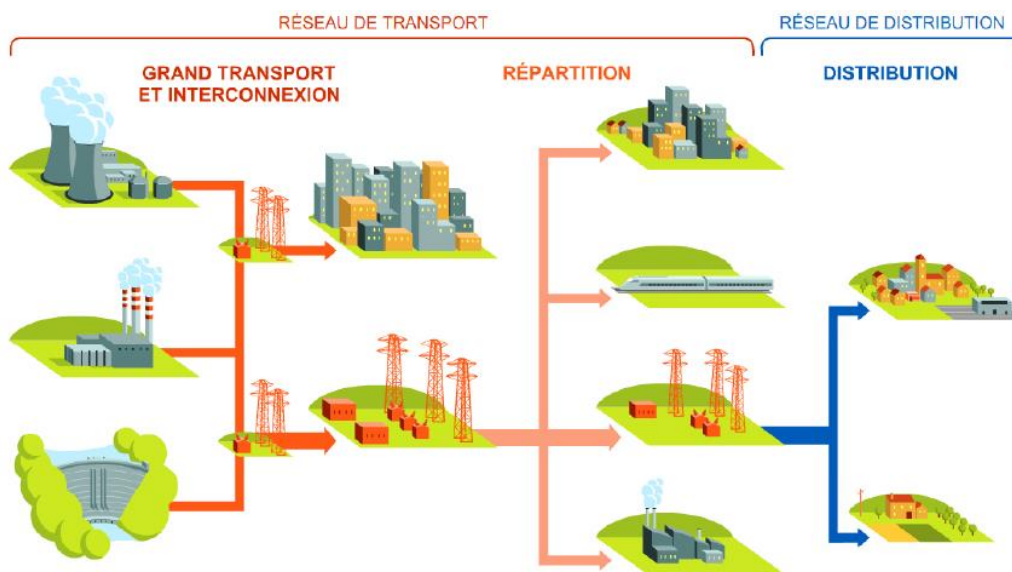 RÉSEAU DE TRANSPORT
RÉSEAU DE DISTRIBUTION
GRAND TRANSPORT
ET INTERCONNEXION
RÉPARTITION
DISTRIBUTION